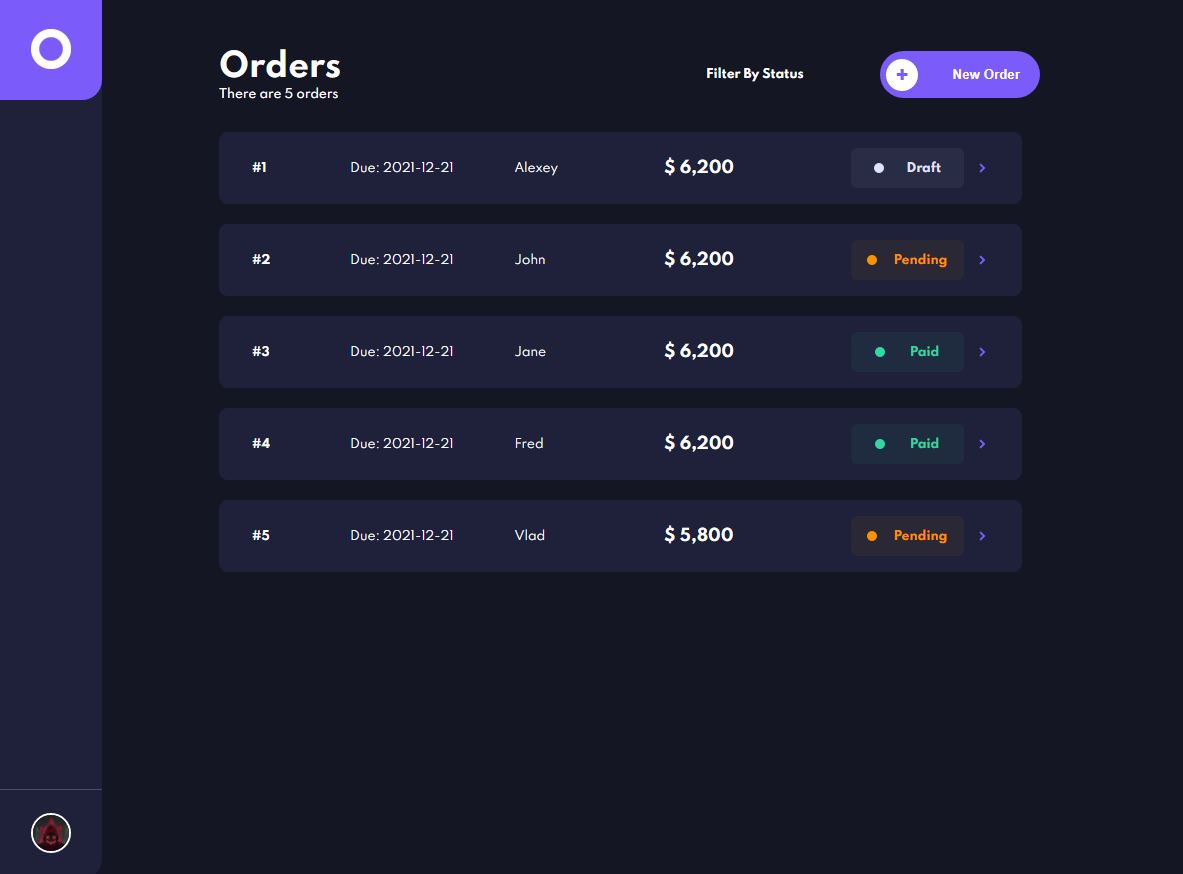 Orders
There are 5 orders
Filter By Status
New Order
#1 Due: 2021-12-21 Alexey $ 6,200 Draft
#2 Due: 2021-12-21 John $ 6,200 Pending
#3 Due: 2021-12-21 Jane $ 6,200 Paid
#4 Due: 2021-12-21 Fred $ 6,200 Paid
#5 Due: 2021-12-21 Vlad $ 5,800 Pending